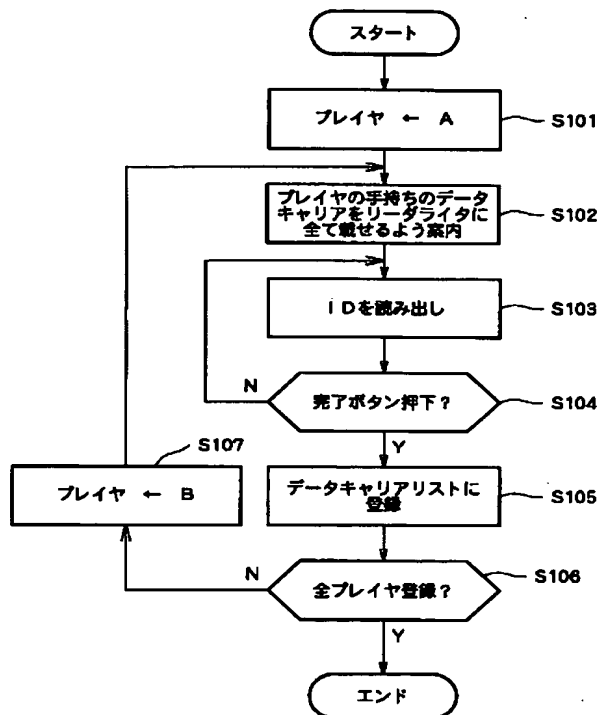 スタート
プレイヤ ← A
S101
プレイヤの手持ちのデータ
キャリアをリーダライタに
全て載せるよう案内
S102
IDを読み出し
S103
完了ボタン押下?
S104
N
Y
S107
プレイヤ ← B
データキャリアリストに
登録
S105
全プレイヤ登録?
S106
N
Y
エンド